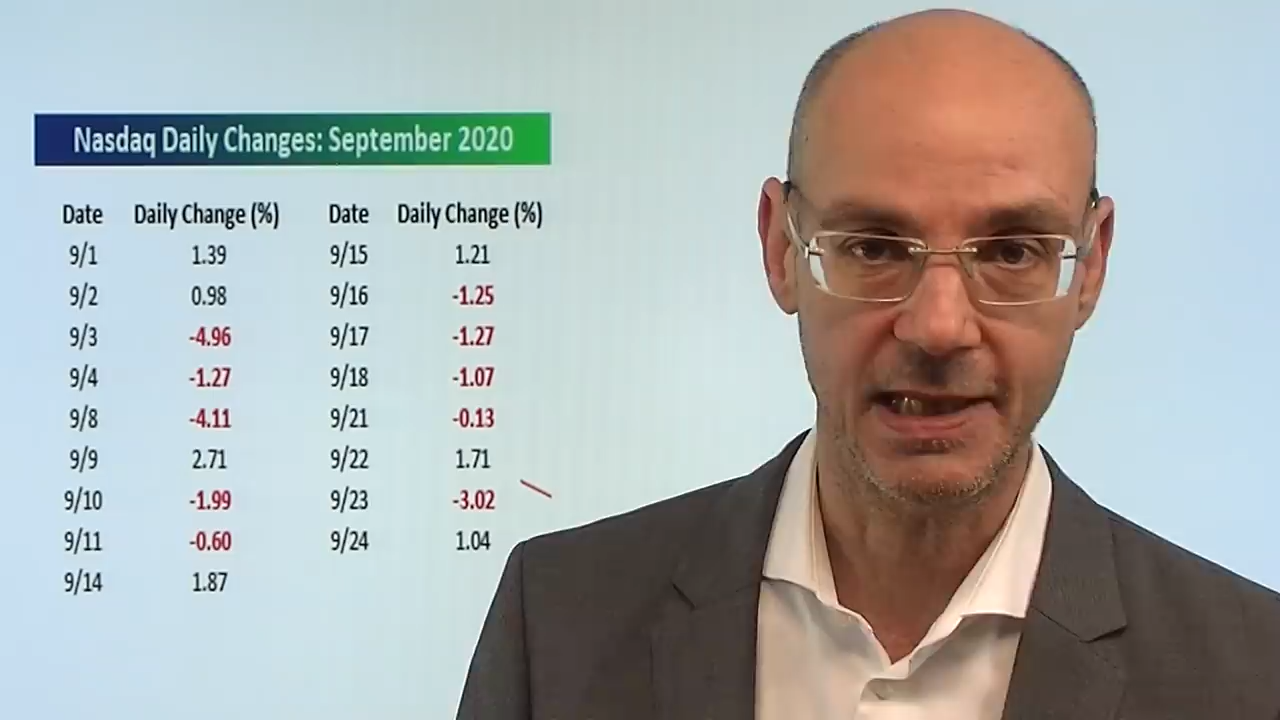 Nasdaq Daily Changes: September 2020
Date Daily Change (%) Date Daily Change (%)
9/1 1.39 9/15 1.21
9/2 0.98 9/16 -1.25
9/3 -4.96 9/17 -1.27
9/4 -1.27 9/18 -1.07
9/8 -4.11 9/21 -0.13
9/9 2.71 9/22 1.71
9/10 -1.99 9/23 -3.02
9/11 -0.60 9/24 1.04
9/14 1.87